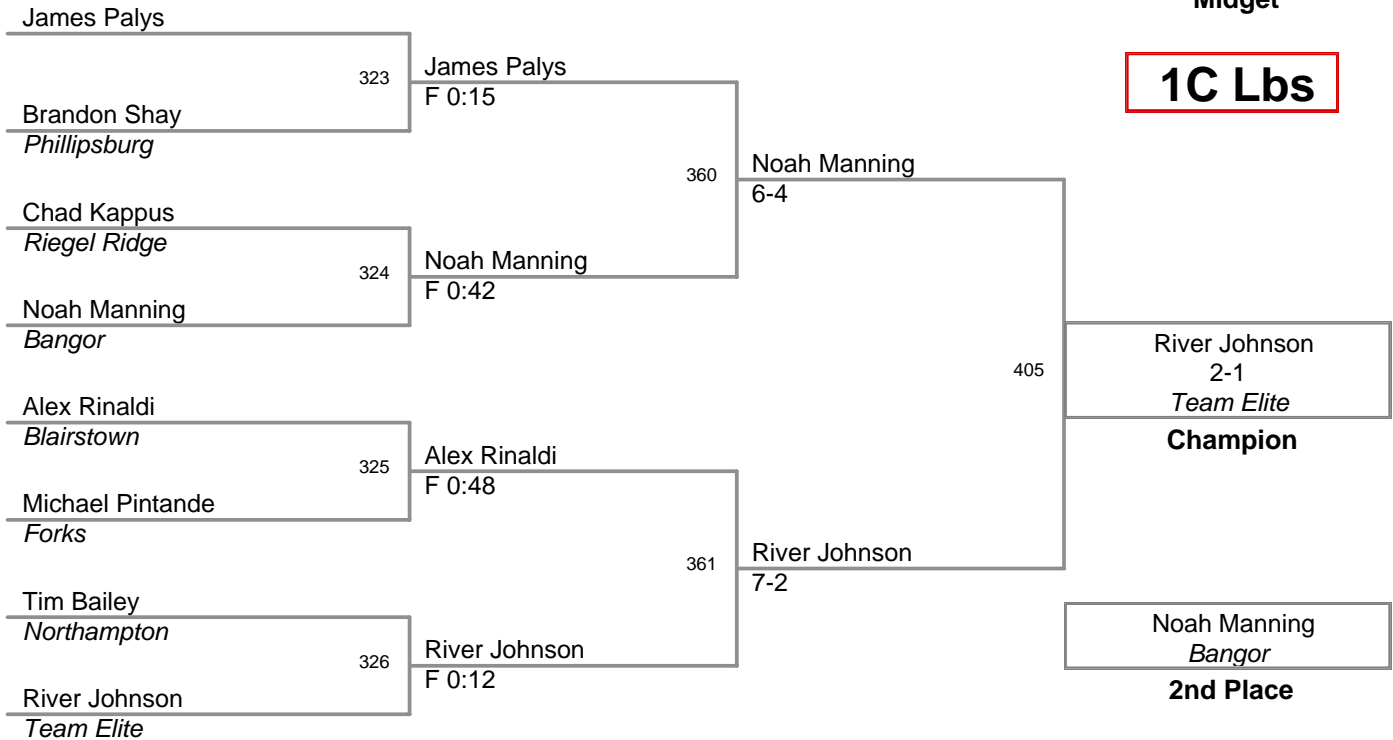 Midget
1C Lbs
James Palys
Brandon Shay
Phillipsburg
323
James Palys
F 0:15
Chad Kappus
Riegel Ridge
Noah Manning
Bangor
324
Noah Manning
F 0:42
360
Noah Manning
6-4
Alex Rinaldi
Blairstown
Michael Pintande
Forks
325
Alex Rinaldi
F 0:48
Tim Bailey
Northampton
River Johnson
Team Elite
326
River Johnson
F 0:12
361
River Johnson
7-2
405
River Johnson
2-1
Team Elite
Champion
Noah Manning
Bangor
2nd Place